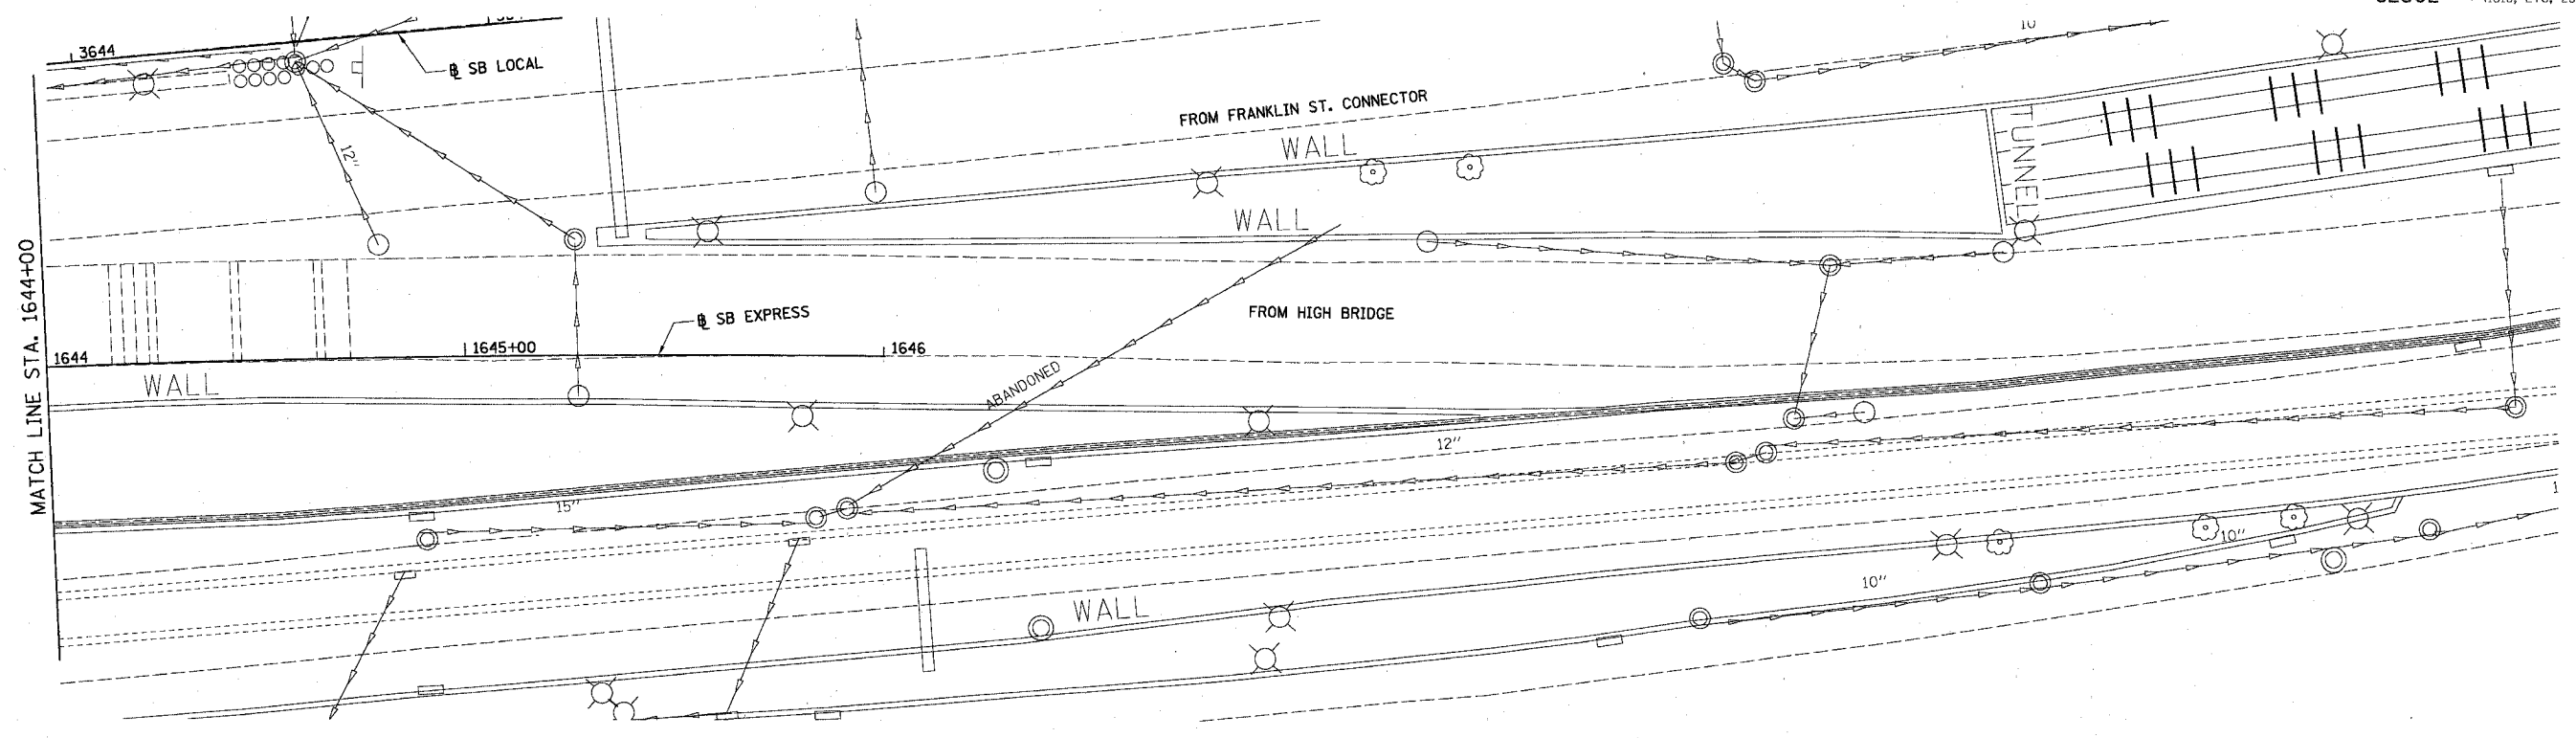 3644
℄ SB LOCAL
10
12"
FROM FRANKLIN ST. CONNECTOR
WALL
TUNNEL
WALL
MATCH LINE STA. 1644+00
℄ SB EXPRESS
FROM HIGH BRIDGE
1644
1645+00
1646
WALL
ABANDONED
12"
15"
10"
10"
WALL